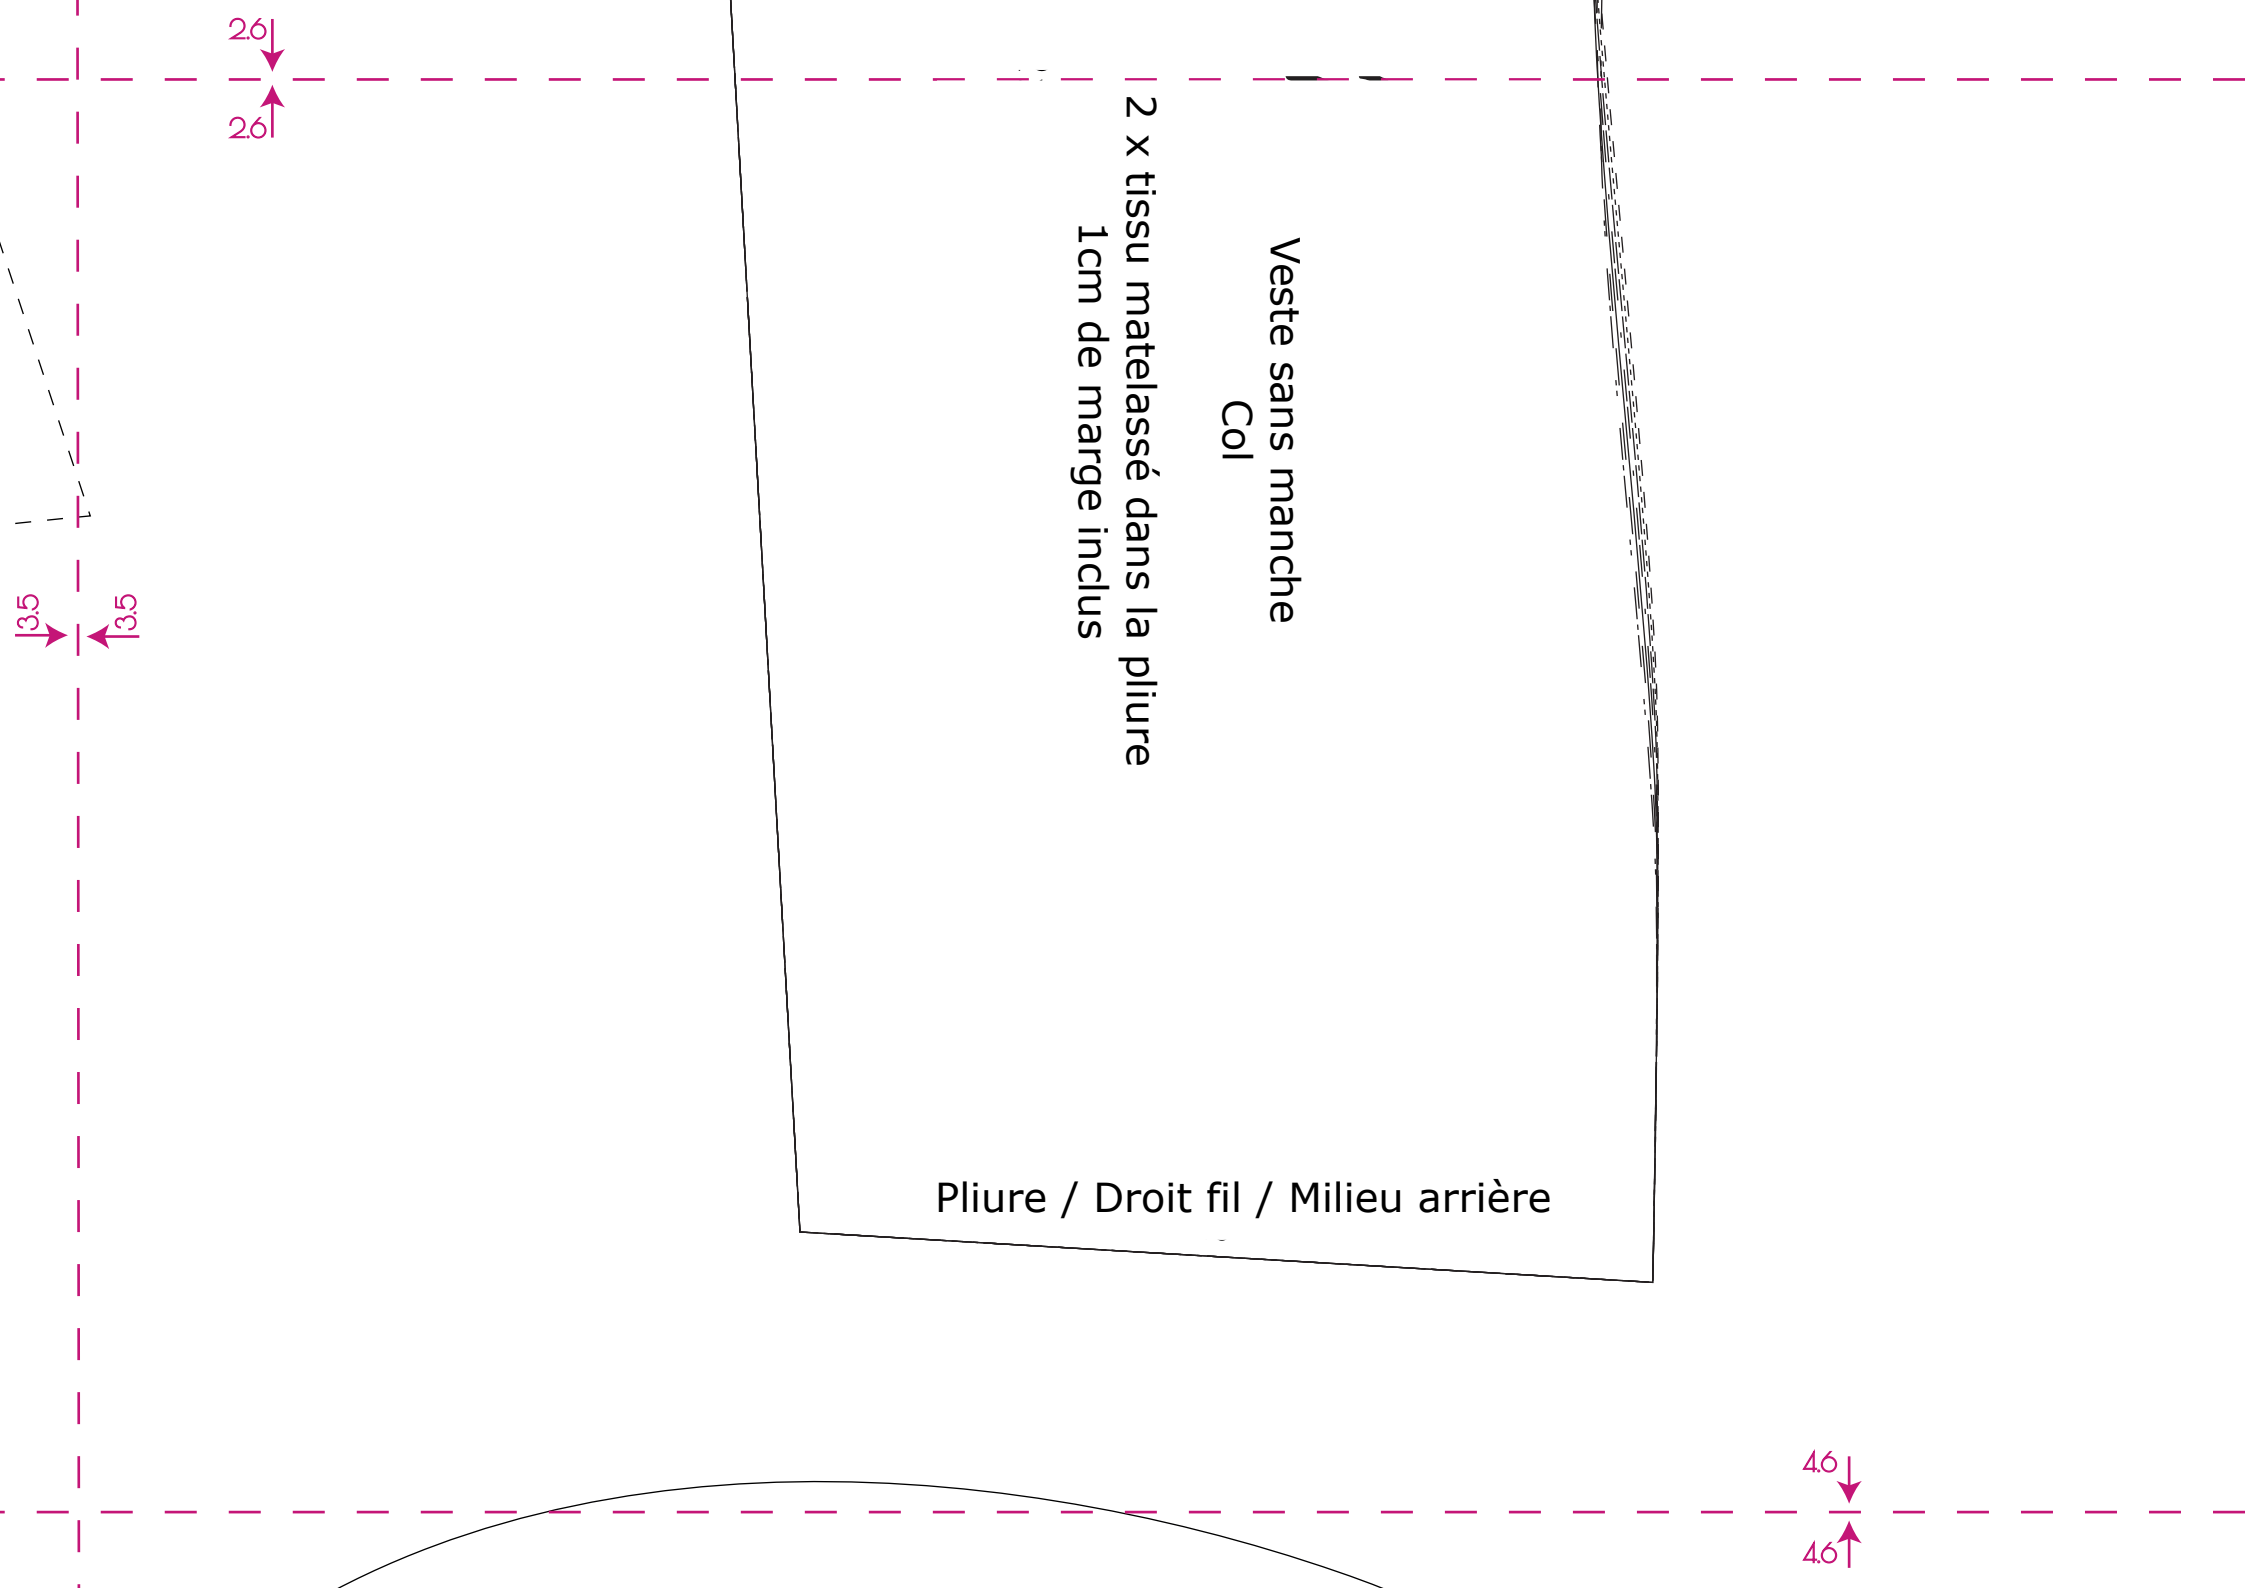 2.6
2.6
Veste sans manche
Col
2 x tissu matelassé dans la pliure
1cm de marge inclus
3.5
3.5
Pliure / Droit fil / Milieu arrière
4.6
4.6